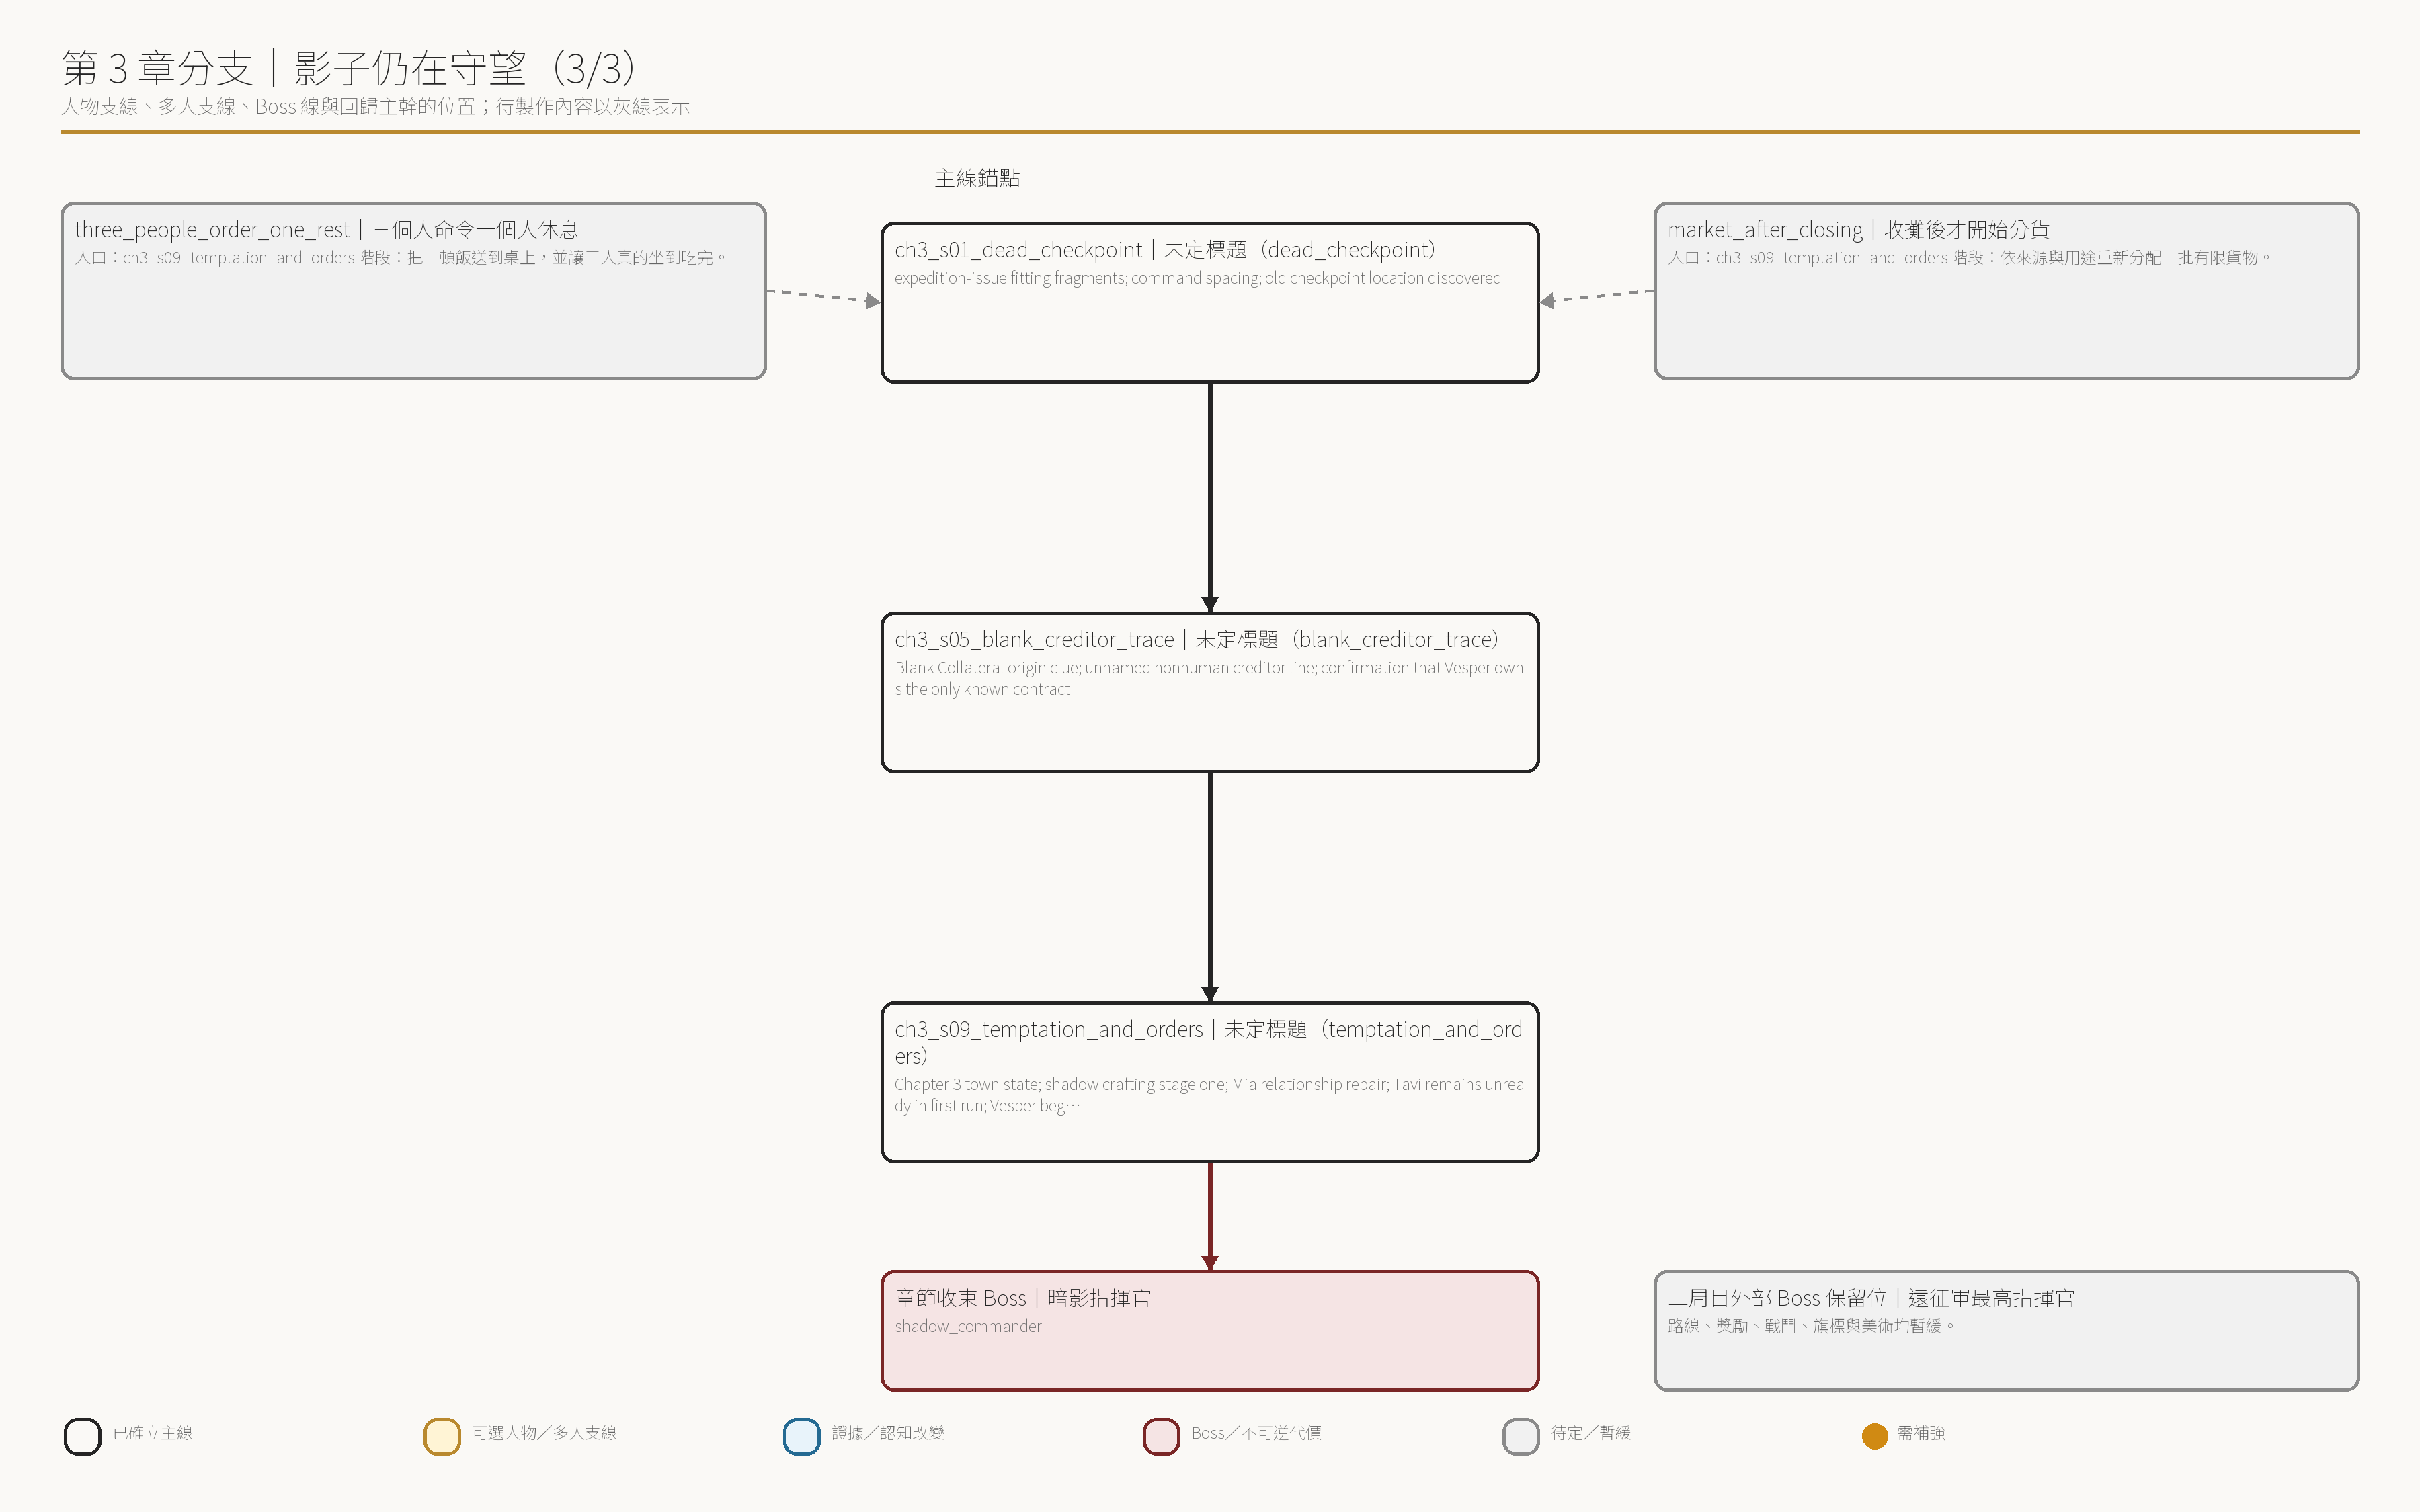 第 3 章分支｜影子仍在守望（3/3）
人物支線、多人支線、Boss 線與回歸主幹的位置；待製作內容以灰線表示
主線錨點
three_people_order_one_rest｜三個人命令一個人休息
入口：ch3_s09_temptation_and_orders 階段：把一頓飯送到桌上，並讓三人真的坐到吃完。
ch3_s01_dead_checkpoint｜未定標題（dead_checkpoint）
expedition-issue fitting fragments; command spacing; old checkpoint location discovered
market_after_closing｜收攤後才開始分貨
入口：ch3_s09_temptation_and_orders 階段：依來源與用途重新分配一批有限貨物。
ch3_s05_blank_creditor_trace｜未定標題（blank_creditor_trace）
Blank Collateral origin clue; unnamed nonhuman creditor line; confirmation that Vesper own
s the only known contract
ch3_s09_temptation_and_orders｜未定標題（temptation_and_ord
ers）
Chapter 3 town state; shadow crafting stage one; Mia relationship repair; Tavi remains unrea
dy in first run; Vesper beg…
章節收束 Boss｜暗影指揮官
shadow_commander
二周目外部 Boss 保留位｜遠征軍最高指揮官
路線、獎勵、戰鬥、旗標與美術均暫緩。
已確立主線
可選人物／多人支線
證據／認知改變
Boss／不可逆代價
待定／暫緩
需補強